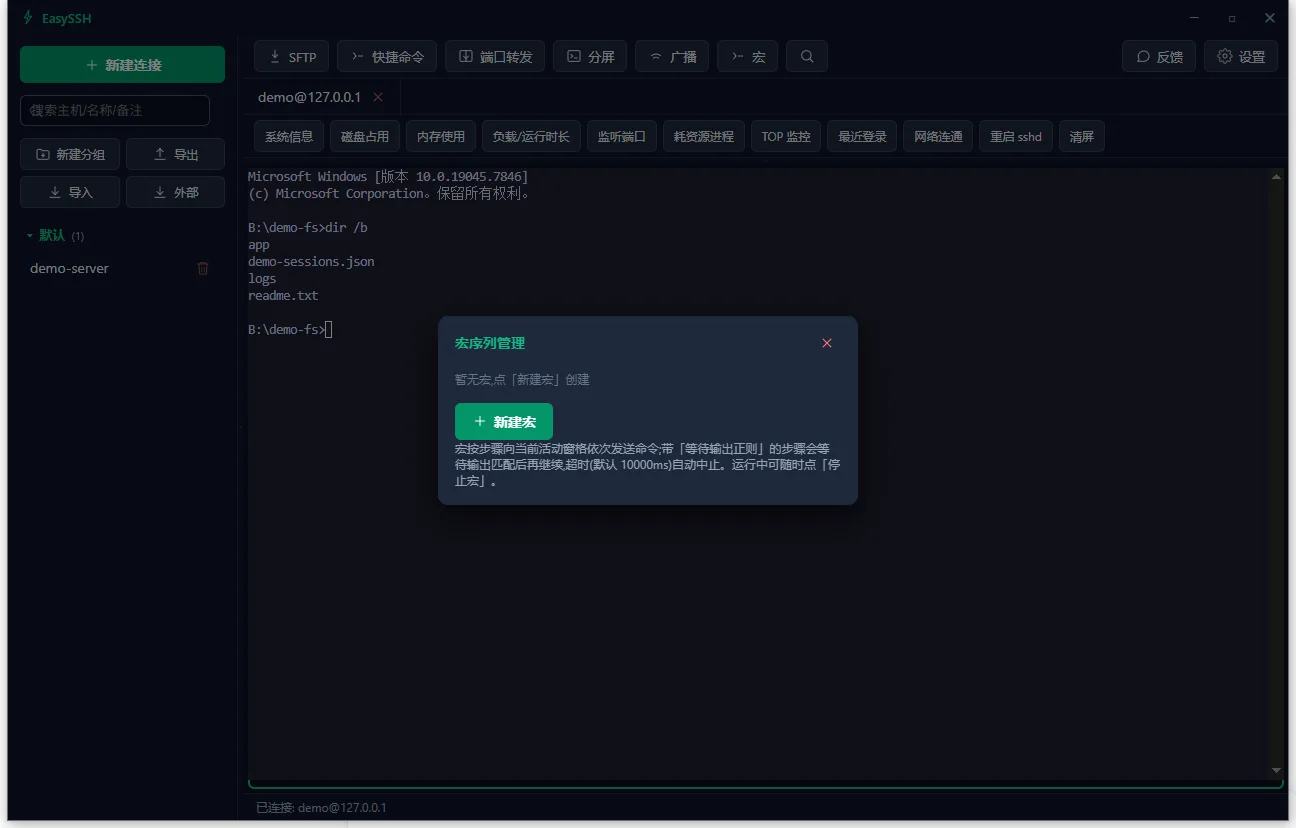 EasySSH
新建连接
搜索主机/名称/备注
新建分组
导出
导入
外部
默认 (1)
demo-server
SFTP
快捷命令
端口转发
分屏
广播
宏
反馈
设置
demo@127.0.0.1
系统信息
磁盘占用
内存使用
负载/运行时长
监听端口
耗资源进程
TOP 监控
最近登录
网络连通
重启 sshd
清屏
Microsoft Windows [版本 10.0.19045.7846]
(c) Microsoft Corporation。保留所有权利。
B:\demo-fs>dir /b
app
demo-sessions.json
logs
readme.txt
B:\demo-fs>
宏序列管理
暂无宏,点「新建宏」创建
新建宏
宏按步骤向当前活动窗格依次发送命令;带「等待输出正则」的步骤会等
待输出匹配后再继续,超时(默认 10000ms)自动中止。运行中可随时点「停
止宏」。
已连接: demo@127.0.0.1